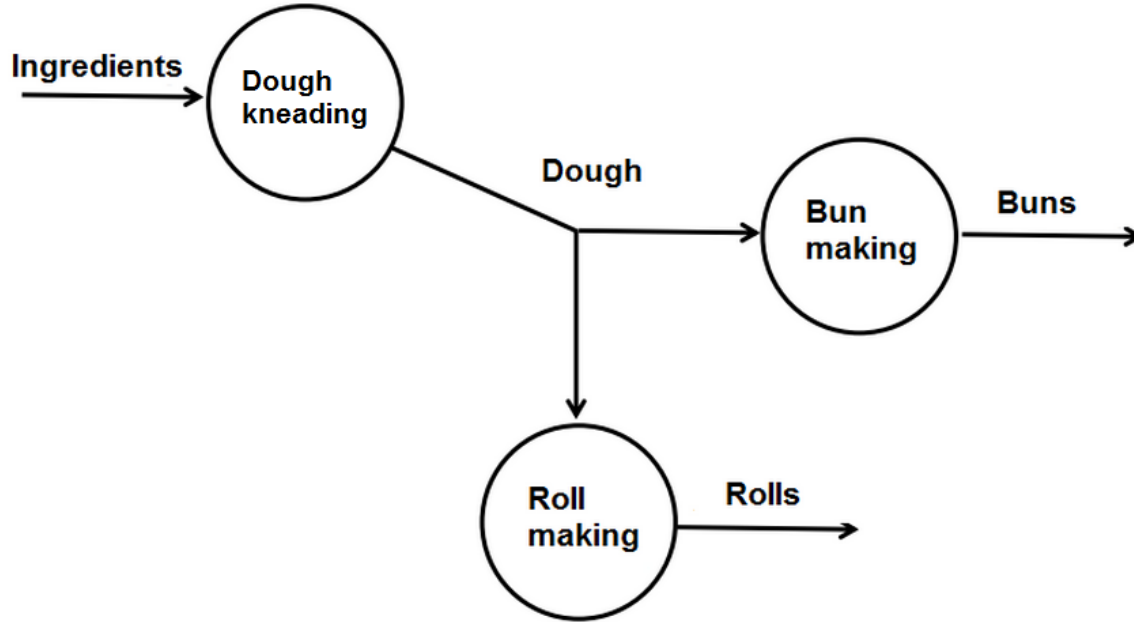 Ingredients
Dough
kneading
Dough
Bun
making
Buns
Roll
making
Rolls